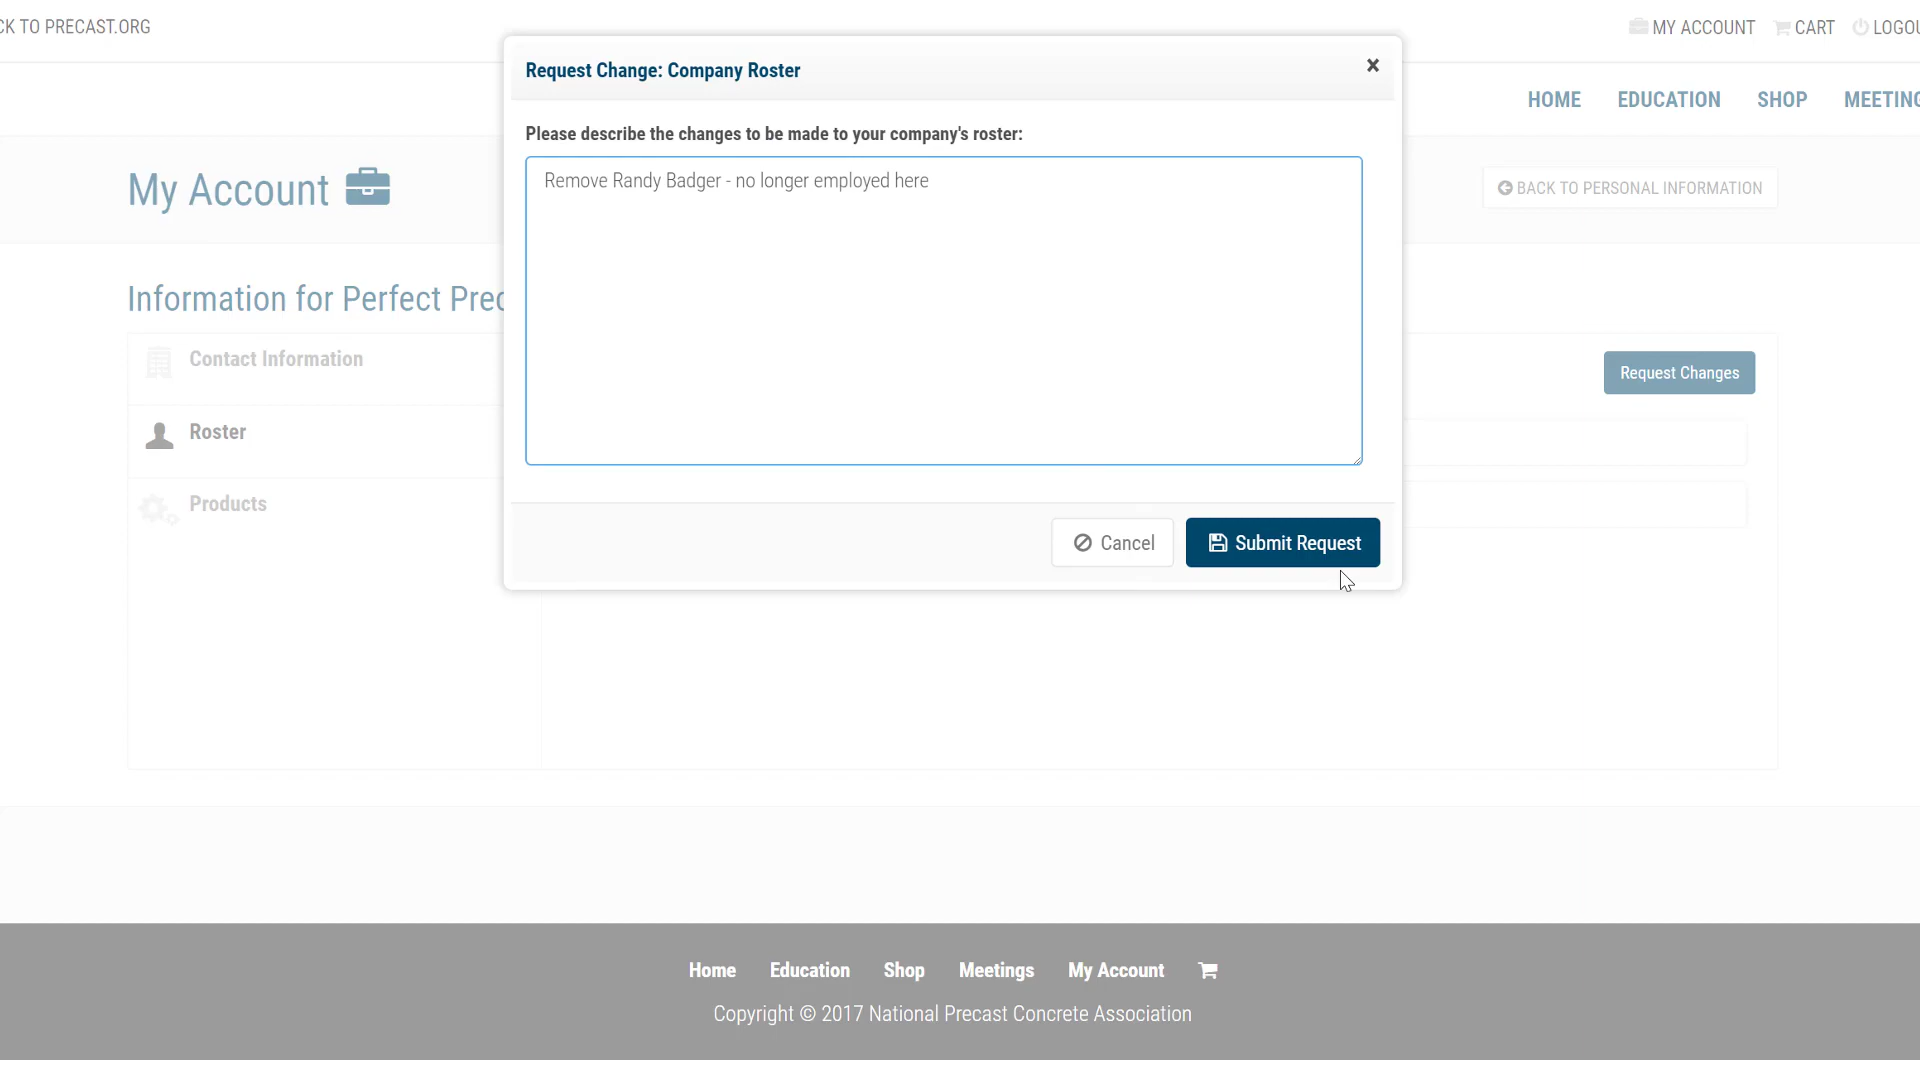 CK TO PRECAST.ORG
MY ACCOUNT CART LOGOU
HOME EDUCATION SHOP MEETING
Request Change: Company Roster
×
Please describe the changes to be made to your company's roster:
Remove Randy Badger - no longer employed here
My Account
BACK TO PERSONAL INFORMATION
Information for Perfect Prec
Contact Information
Request Changes
Roster
Products
Cancel
Submit Request
Home Education Shop Meetings My Account
Copyright © 2017 National Precast Concrete Association